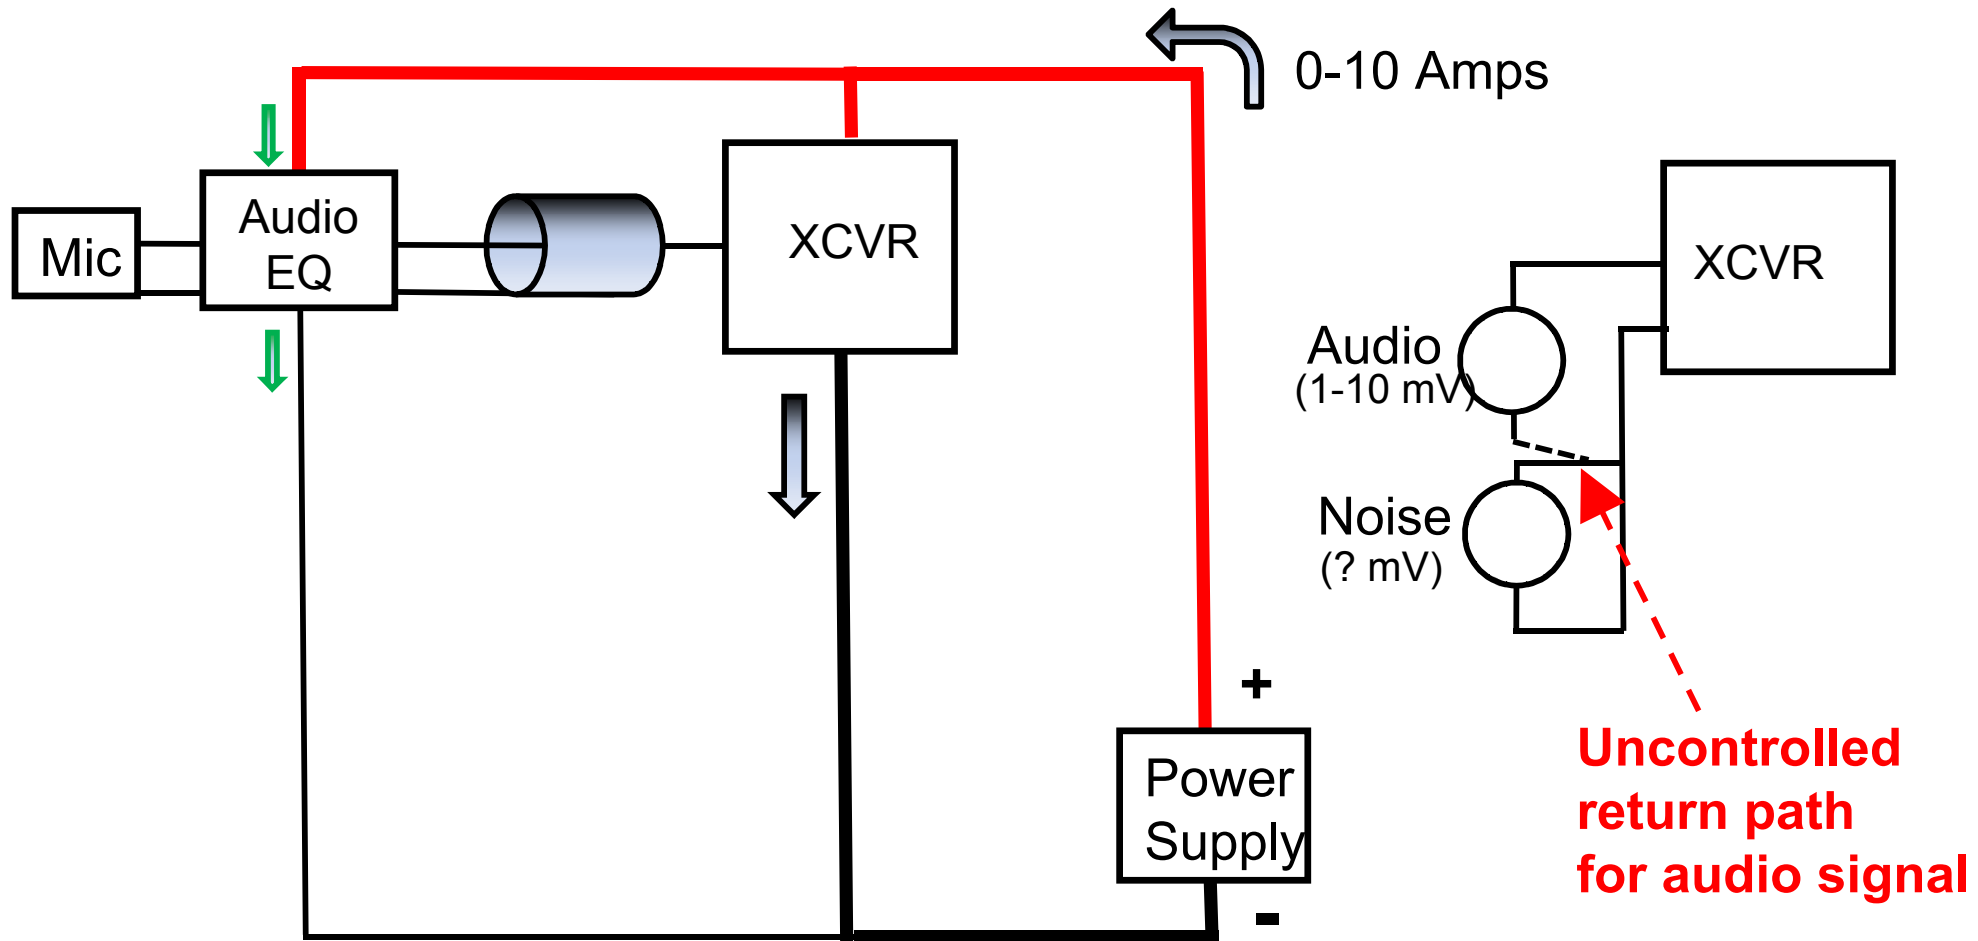 0-10 Amps
Mic
Audio
EQ
XCVR
XCVR
Audio
(1-10 mV)
Noise
(? mV)
+
Power
Supply
-
Uncontrolled
return path
for audio signal